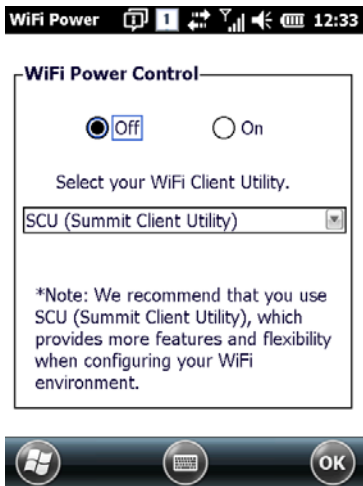 WiFi Power 1 12:33
WiFi Power Control
Off On
Select your WiFi Client Utility.
SCU (Summit Client Utility)
*Note: We recommend that you use
SCU (Summit Client Utility), which
provides more features and flexibility
when configuring your WiFi
environment.
OK